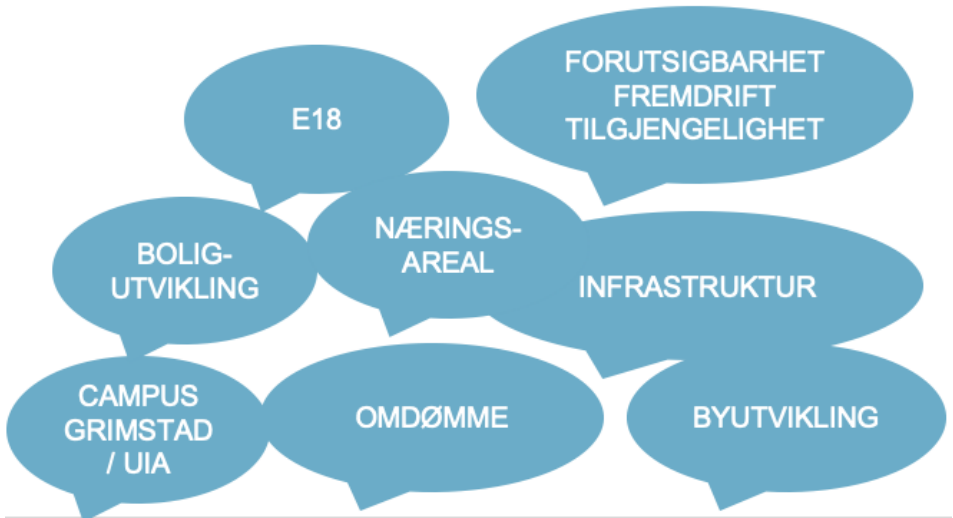 FORUTSIGBARHET
FREMDRIFT
TILGJENGELIGHET
E18
NÆRINGS-
AREAL
BOLIG-
UTVIKLING
INFRASTRUKTUR
CAMPUS
GRIMSTAD
/ UIA
OMDØMME
BYUTVIKLING